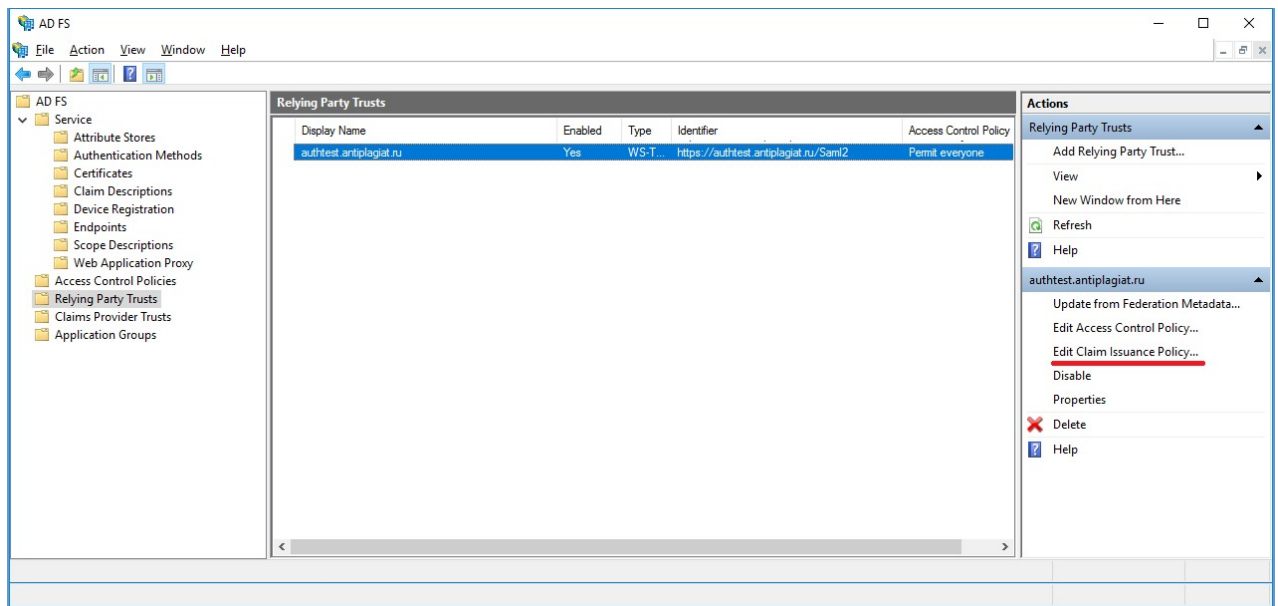 AD FS
File Action View Window Help
AD FS
Service
Attribute Stores
Authentication Methods
Certificates
Claim Descriptions
Device Registration
Endpoints
Scope Descriptions
Web Application Proxy
Access Control Policies
Relying Party Trusts
Claims Provider Trusts
Application Groups
Relying Party Trusts
Display Name Enabled Type Identifier Access Control Policy
authtest.antiplagiat.ru Yes WS-T... https://authtest.antiplagiat.ru/Saml2 Permit everyone
Actions
Relying Party Trusts
Add Relying Party Trust...
View
New Window from Here
Refresh
Help
authtest.antiplagiat.ru
Update from Federation Metadata...
Edit Access Control Policy...
Edit Claim Issuance Policy...
Disable
Properties
Delete
Help